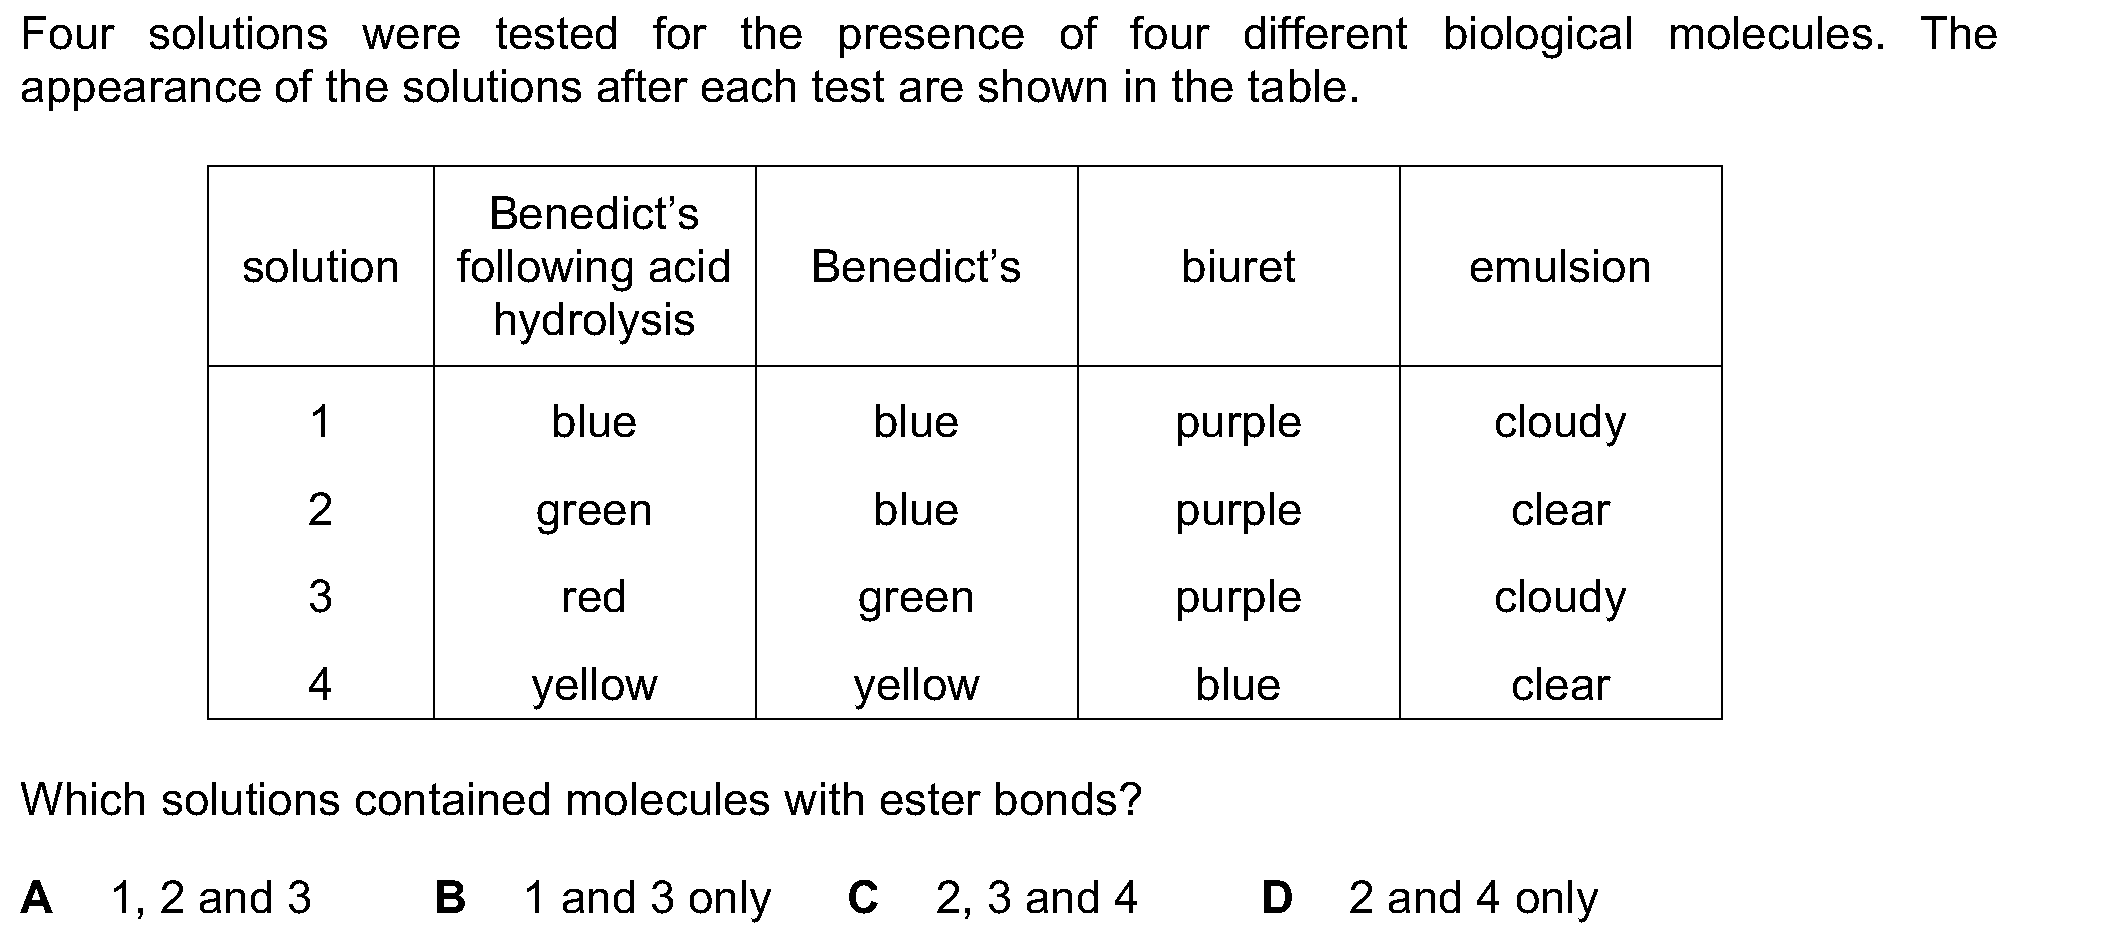 Four solutions were tested for the presence of four different biological molecules. The
appearance of the solutions after each test are shown in the table.
solution Benedict’s following acid hydrolysis Benedict’s biuret emulsion
1 blue blue purple cloudy
2 green blue purple clear
3 red green purple cloudy
4 yellow yellow blue clear
Which solutions contained molecules with ester bonds?
A 1, 2 and 3 B 1 and 3 only C 2, 3 and 4 D 2 and 4 only